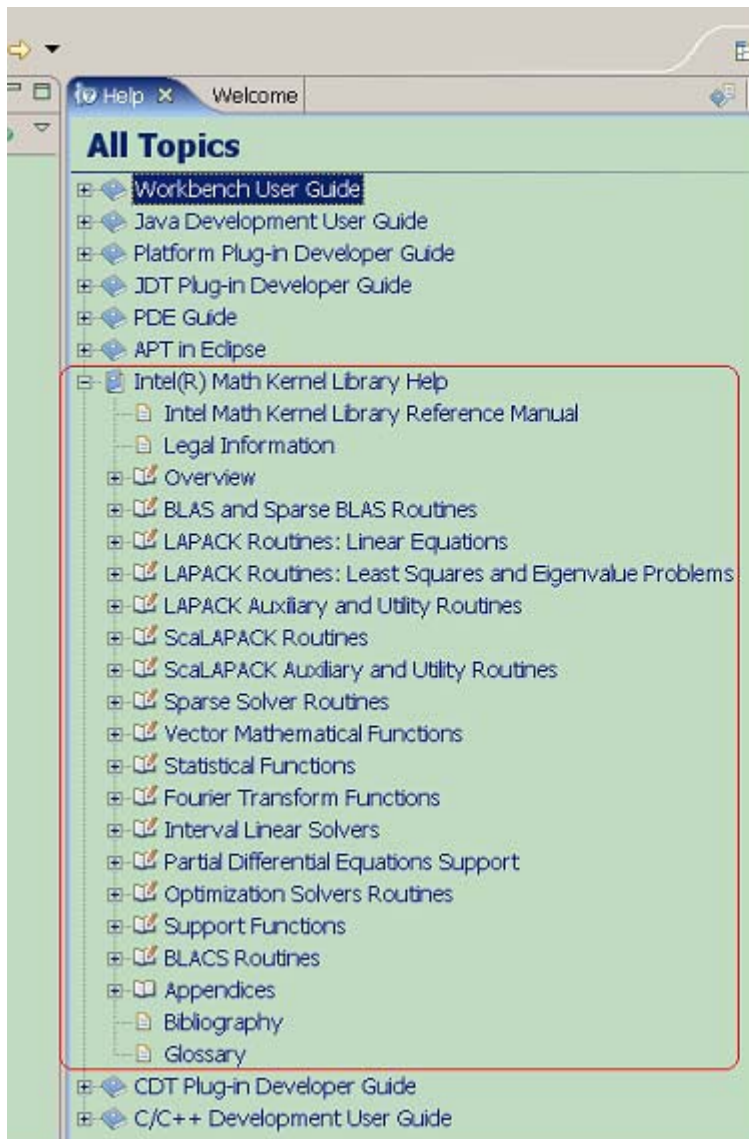 Help
Welcome
All Topics
Workbench User Guide
Java Development User Guide
Platform Plug-in Developer Guide
JDT Plug-in Developer Guide
PDE Guide
APT in Eclipse
Intel(R) Math Kernel Library Help
Intel Math Kernel Library Reference Manual
Legal Information
Overview
BLAS and Sparse BLAS Routines
LAPACK Routines: Linear Equations
LAPACK Routines: Least Squares and Eigenvalue Problems
LAPACK Auxiliary and Utility Routines
ScaLAPACK Routines
ScaLAPACK Auxiliary and Utility Routines
Sparse Solver Routines
Vector Mathematical Functions
Statistical Functions
Fourier Transform Functions
Interval Linear Solvers
Partial Differential Equations Support
Optimization Solvers Routines
Support Functions
BLACS Routines
Appendices
Bibliography
Glossary
CDT Plug-in Developer Guide
C/C++ Development User Guide